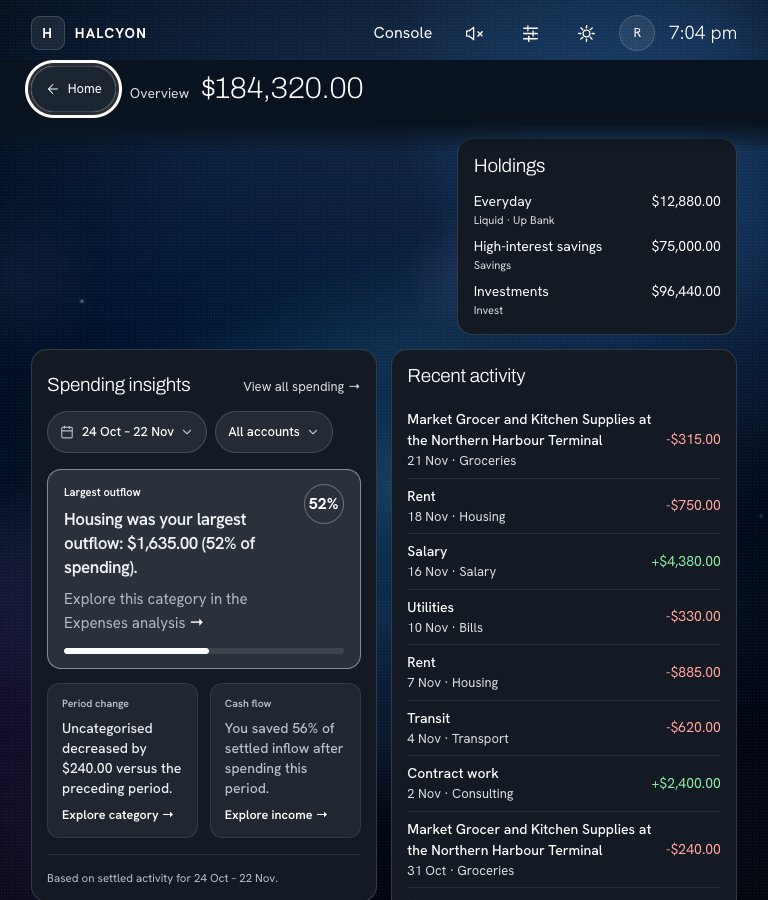 H HALCYON Console R 7:04 pm
← Home Overview $184,320.00
Holdings
Everyday $12,880.00
Liquid · Up Bank
High-interest savings $75,000.00
Savings
Investments $96,440.00
Invest
Spending insights View all spending →
24 Oct – 22 Nov All accounts
Largest outflow 52%
Housing was your largest
outflow: $1,635.00 (52% of
spending).
Explore this category in the
Expenses analysis →
Period change
Uncategorised
decreased by
$240.00 versus the
preceding period.
Explore category →
Cash flow
You saved 56% of
settled inflow after
spending this
period.
Explore income →
Based on settled activity for 24 Oct – 22 Nov.
Recent activity
Market Grocer and Kitchen Supplies at
the Northern Harbour Terminal -$315.00
21 Nov · Groceries
Rent -$750.00
18 Nov · Housing
Salary +$4,380.00
16 Nov · Salary
Utilities -$330.00
10 Nov · Bills
Rent -$885.00
7 Nov · Housing
Transit -$620.00
4 Nov · Transport
Contract work +$2,400.00
2 Nov · Consulting
Market Grocer and Kitchen Supplies at
the Northern Harbour Terminal -$240.00
31 Oct · Groceries